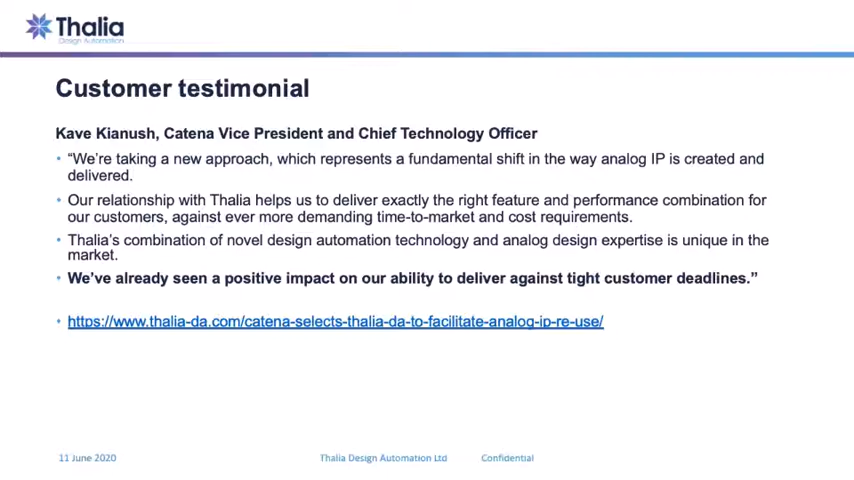 Thalia
Design Automation
Customer testimonial
Kave Kianush, Catena Vice President and Chief Technology Officer
• “We’re taking a new approach, which represents a fundamental shift in the way analog IP is created and
delivered.
• Our relationship with Thalia helps us to deliver exactly the right feature and performance combination for
our customers, against ever more demanding time-to-market and cost requirements.
• Thalia’s combination of novel design automation technology and analog design expertise is unique in the
market.
• We’ve already seen a positive impact on our ability to deliver against tight customer deadlines.”
• https://www.thalia-da.com/catena-selects-thalia-da-to-facilitate-analog-ip-re-use/
11 June 2020 Thalia Design Automation Ltd Confidential